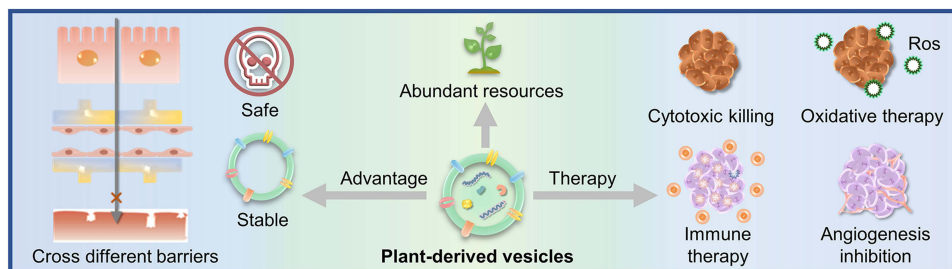 Cross different barriers
Safe
Stable
Advantage
Abundant resources
Plant-derived vesicles
Therapy
Cytotoxic killing
Ros
Oxidative therapy
Immune
therapy
Angiogenesis
inhibition